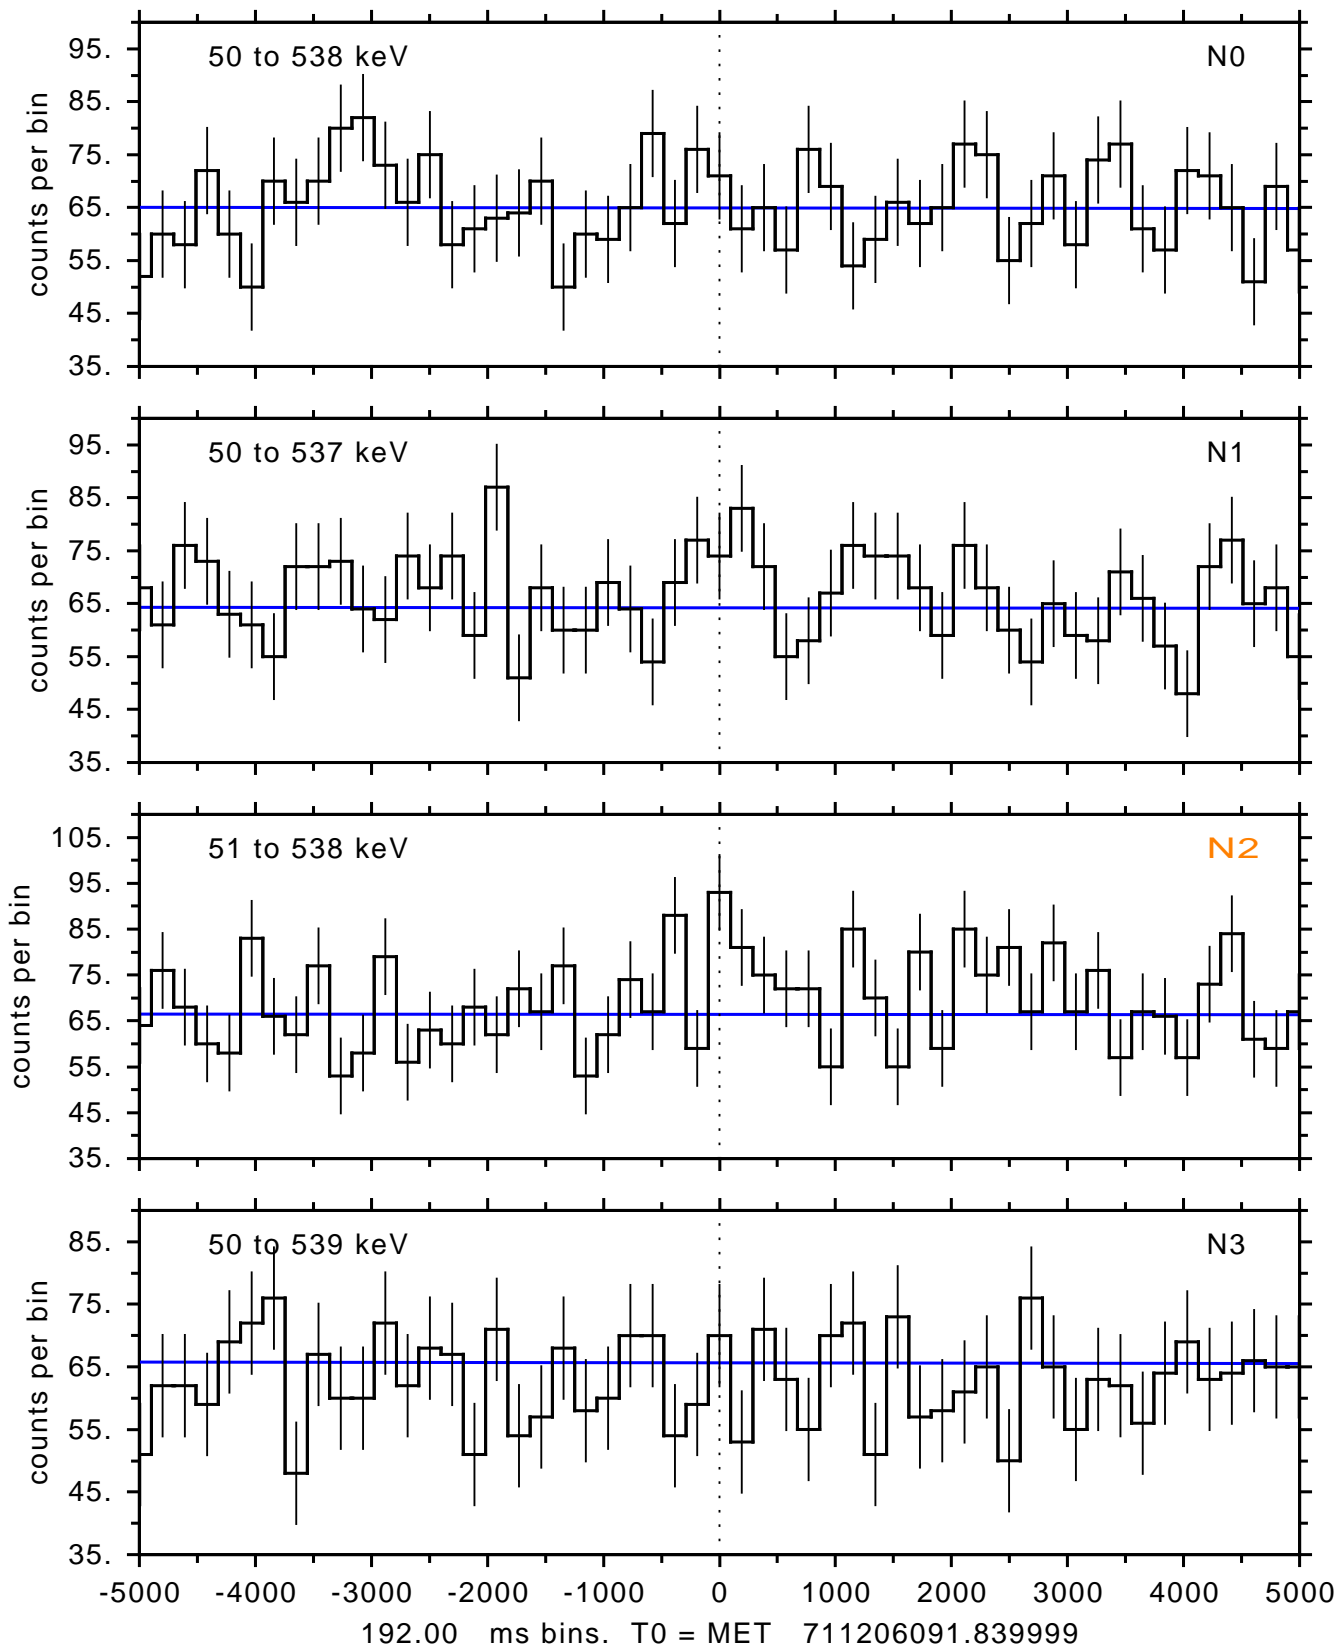 50 to 538 keV N0
95.
85.
75.
65.
55.
45.
35.
counts per bin
50 to 537 keV N1
95.
85.
75.
65.
55.
45.
35.
counts per bin
51 to 538 keV N2
105.
95.
85.
75.
65.
55.
45.
35.
counts per bin
50 to 539 keV N3
85.
75.
65.
55.
45.
35.
counts per bin
-5000 -4000 -3000 -2000 -1000 0 1000 2000 3000 4000 5000
192.00 ms bins. T0 = MET 711206091.839999